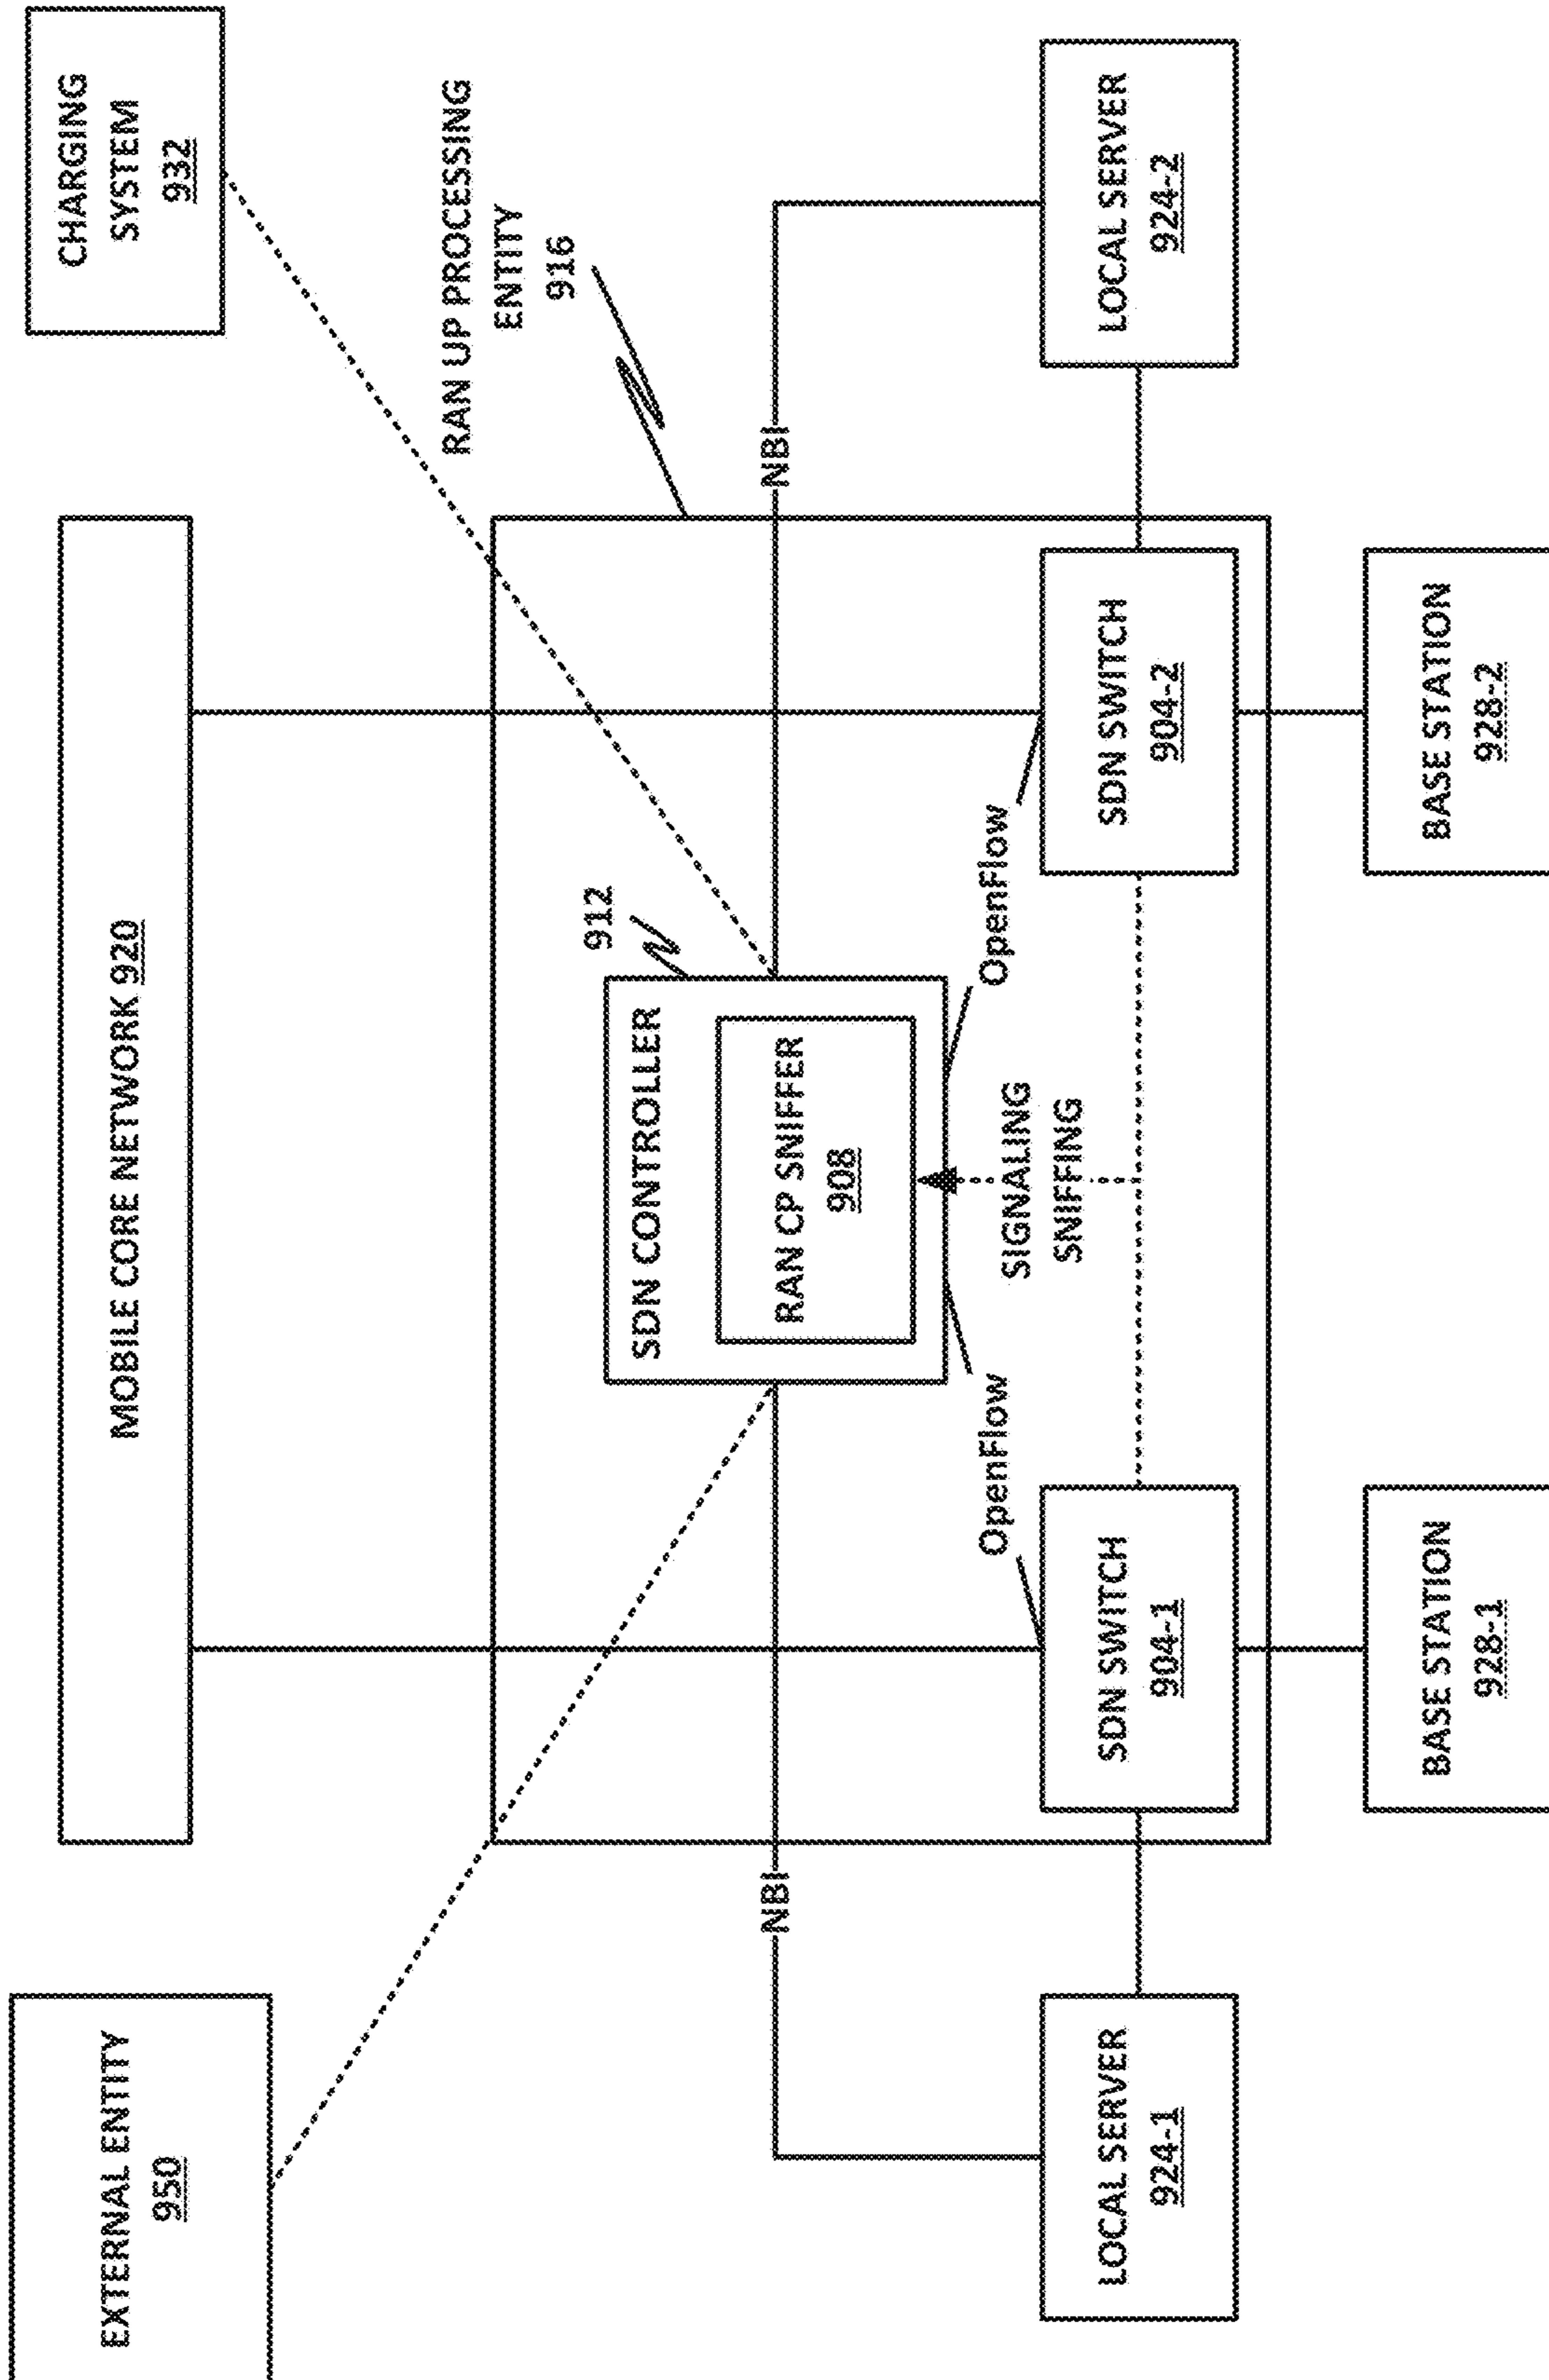 EXTERNAL ENTITY
950
MOBILE CORE NETWORK 920
CHARGING
SYSTEM
932
RAN UP PROCESSING
ENTITY
916
912
SDN CONTROLLER
RAN CP SNIFFER
908
NBI
NBI
OpenFlow
OpenFlow
SIGNALING
SNIFFING
LOCAL SERVER
924-1
SDN SWITCH
904-1
SDN SWITCH
904-2
LOCAL SERVER
924-2
BASE STATION
928-1
BASE STATION
928-2